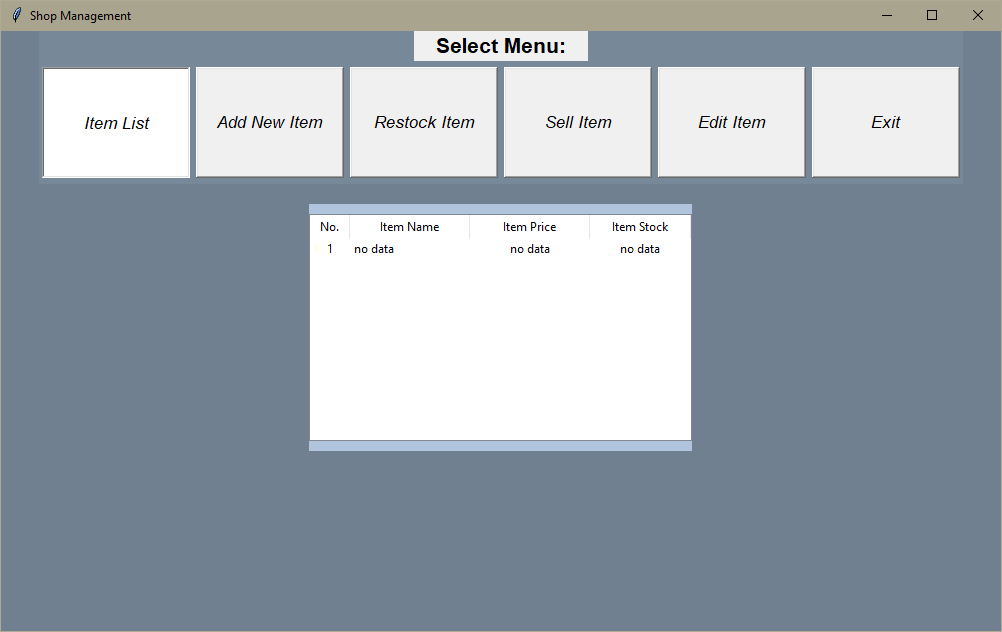 Shop Management
Select Menu:
Item List Add New Item Restock Item Sell Item Edit Item Exit
No. Item Name Item Price Item Stock
1 no data no data no data